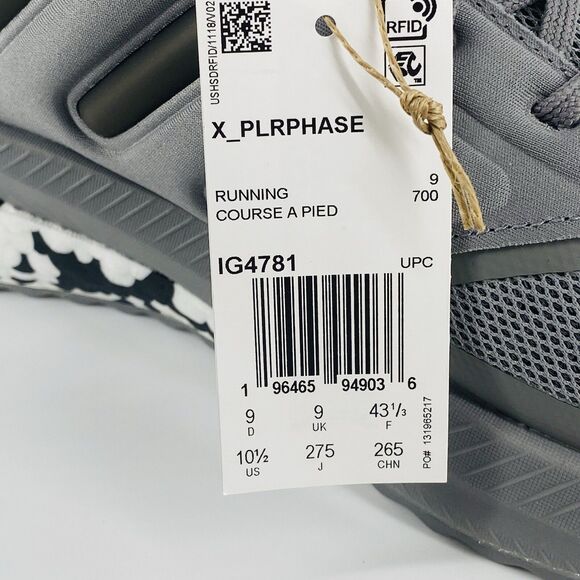 USHSDRFID/1118/V02
RFID
X_PLRPHASE
RUNNING 9
COURSE A PIED 700
IG4781 UPC
1 96465 94903 6
9 9 43 1/3
D UK F
10½ 275 265
US J CHN
PO# 131965217